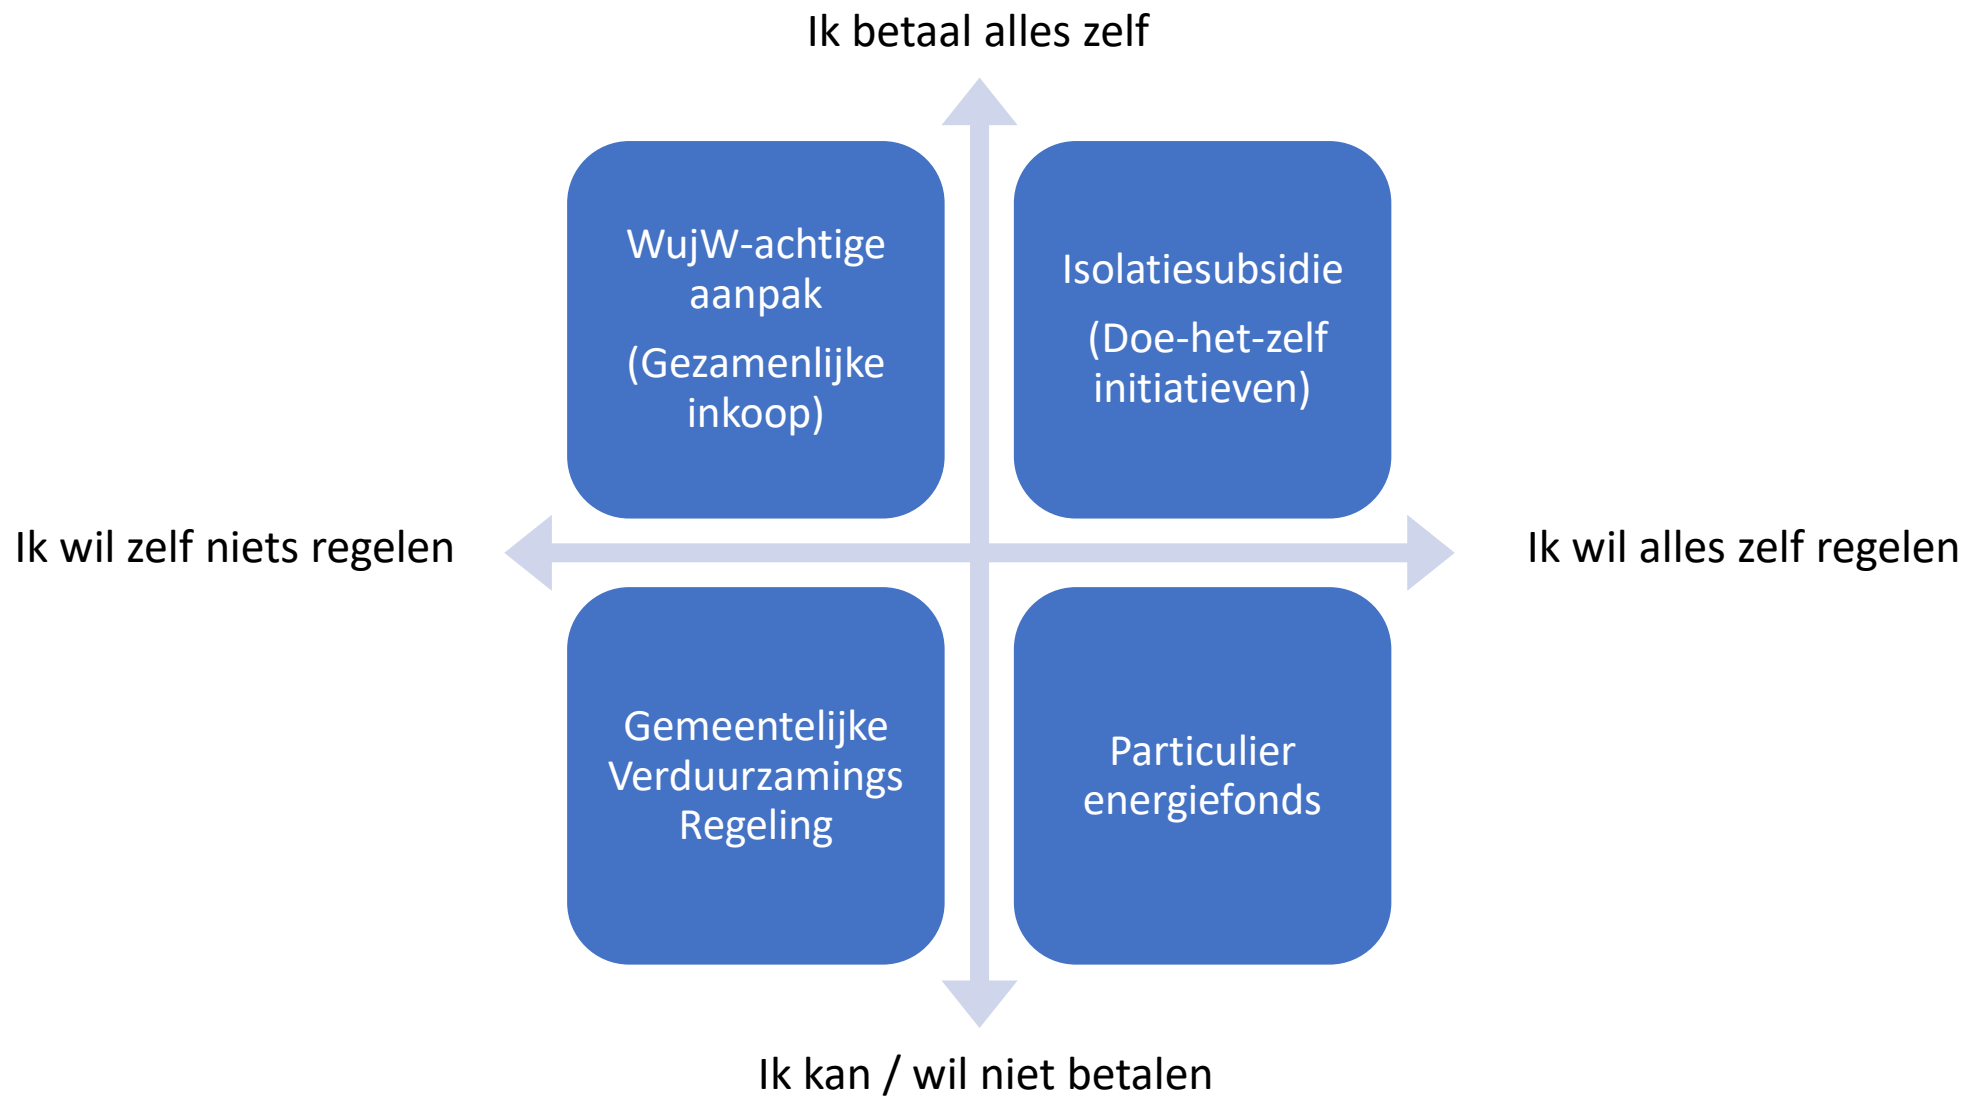 Ik betaal alles zelf
WujW-achtige
aanpak
(Gezamenlijke
inkoop)
Isolatiesubsidie
(Doe-het-zelf
initiatieven)
Ik wil zelf niets regelen
Ik wil alles zelf regelen
Gemeentelijke
Verduurzamings
Regeling
Particulier
energiefonds
Ik kan / wil niet betalen